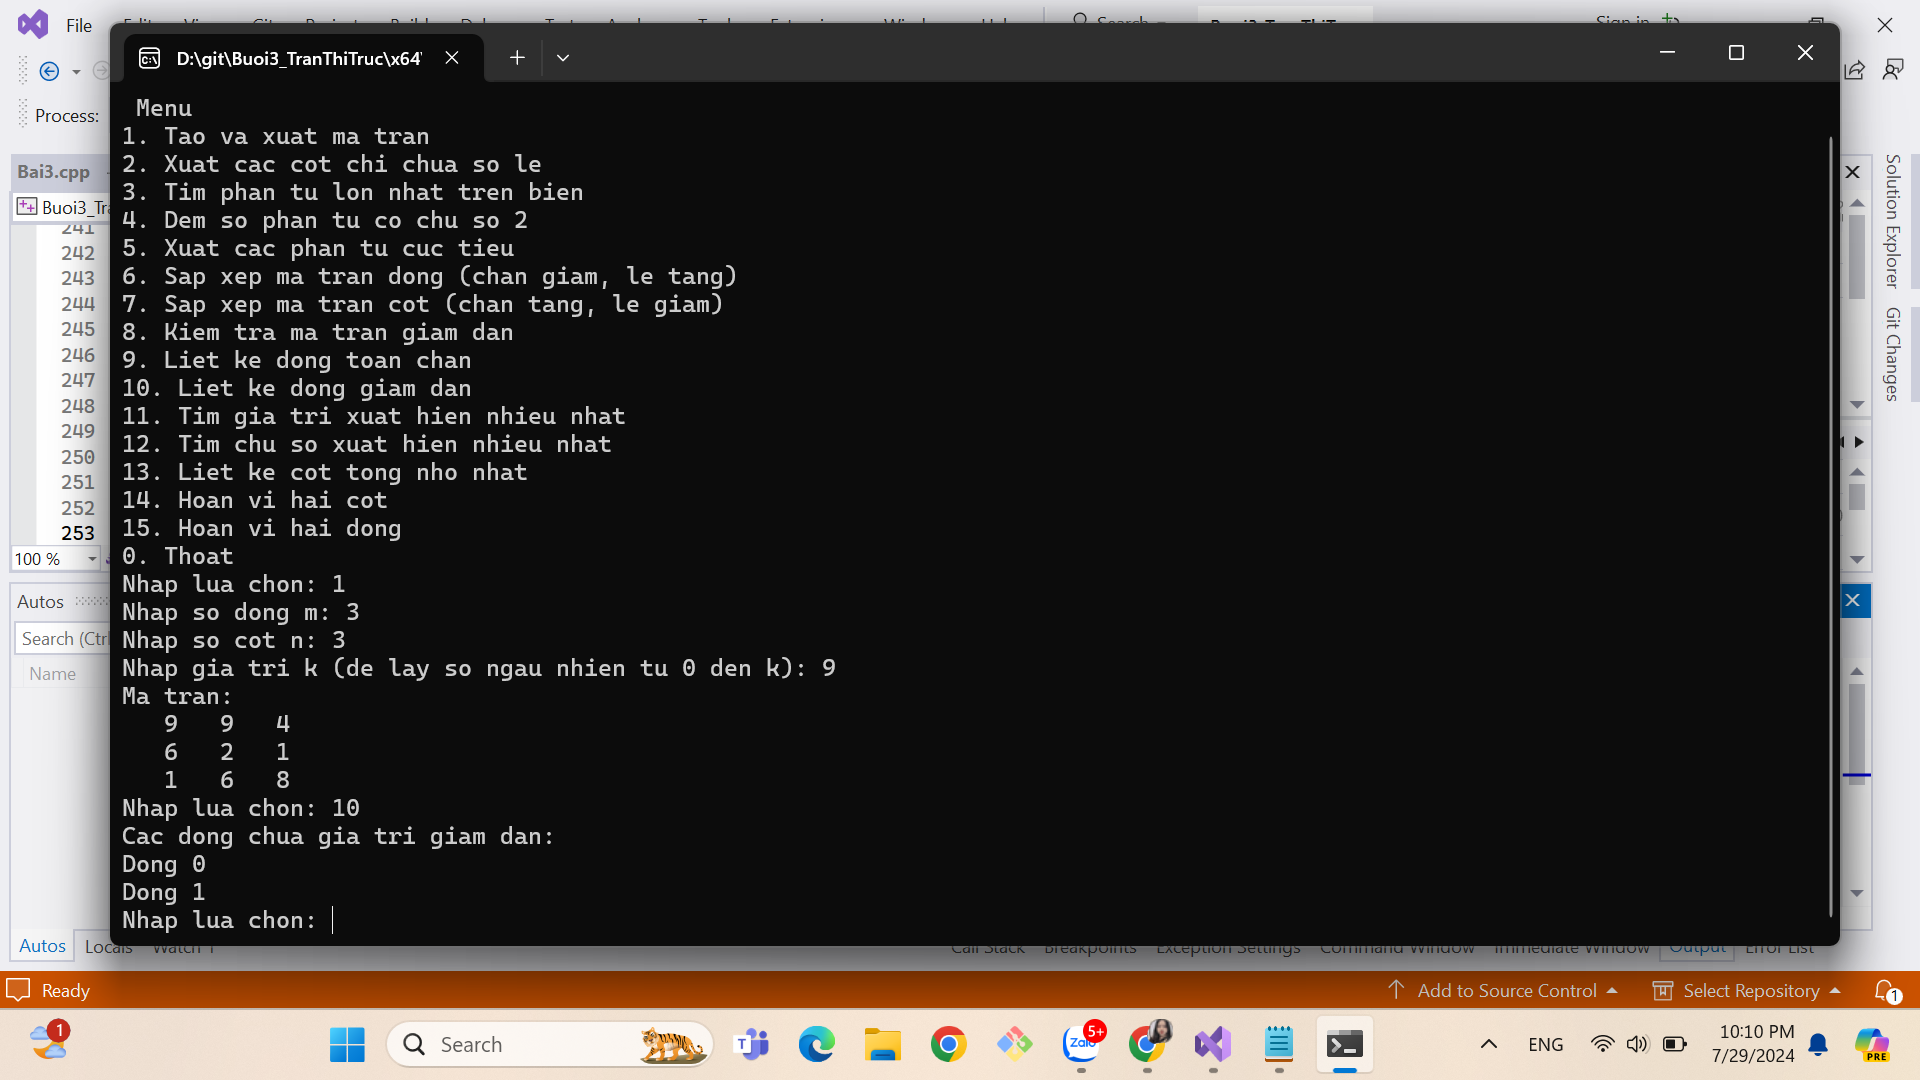 File
D:\git\Buoi3_TranThiTruc\x64\
Process:
Bai3.cpp
Buoi3_Tra
241
242
243
244
245
246
247
248
249
250
251
252
253
100 %
Autos
Search (Ctrl
Name
Menu
1. Tao va xuat ma tran
2. Xuat cac cot chi chua so le
3. Tim phan tu lon nhat tren bien
4. Dem so phan tu co chu so 2
5. Xuat cac phan tu cuc tieu
6. Sap xep ma tran dong (chan giam, le tang)
7. Sap xep ma tran cot (chan tang, le giam)
8. Kiem tra ma tran giam dan
9. Liet ke dong toan chan
10. Liet ke dong giam dan
11. Tim gia tri xuat hien nhieu nhat
12. Tim chu so xuat hien nhieu nhat
13. Liet ke cot tong nho nhat
14. Hoan vi hai cot
15. Hoan vi hai dong
0. Thoat
Nhap lua chon: 1
Nhap so dong m: 3
Nhap so cot n: 3
Nhap gia tri k (de lay so ngau nhien tu 0 den k): 9
Ma tran:
9 9 4
6 2 1
1 6 8
Nhap lua chon: 10
Cac dong chua gia tri giam dan:
Dong 0
Dong 1
Nhap lua chon:
Solution Explorer
Git Changes
Autos Locals Watch 1 Call Stack Breakpoints Exception Settings Command Window Immediate Window Output Error List
Ready Add to Source Control Select Repository 1
1 Search 5+ Zalo ENG 10:10 PM
7/29/2024 PRE